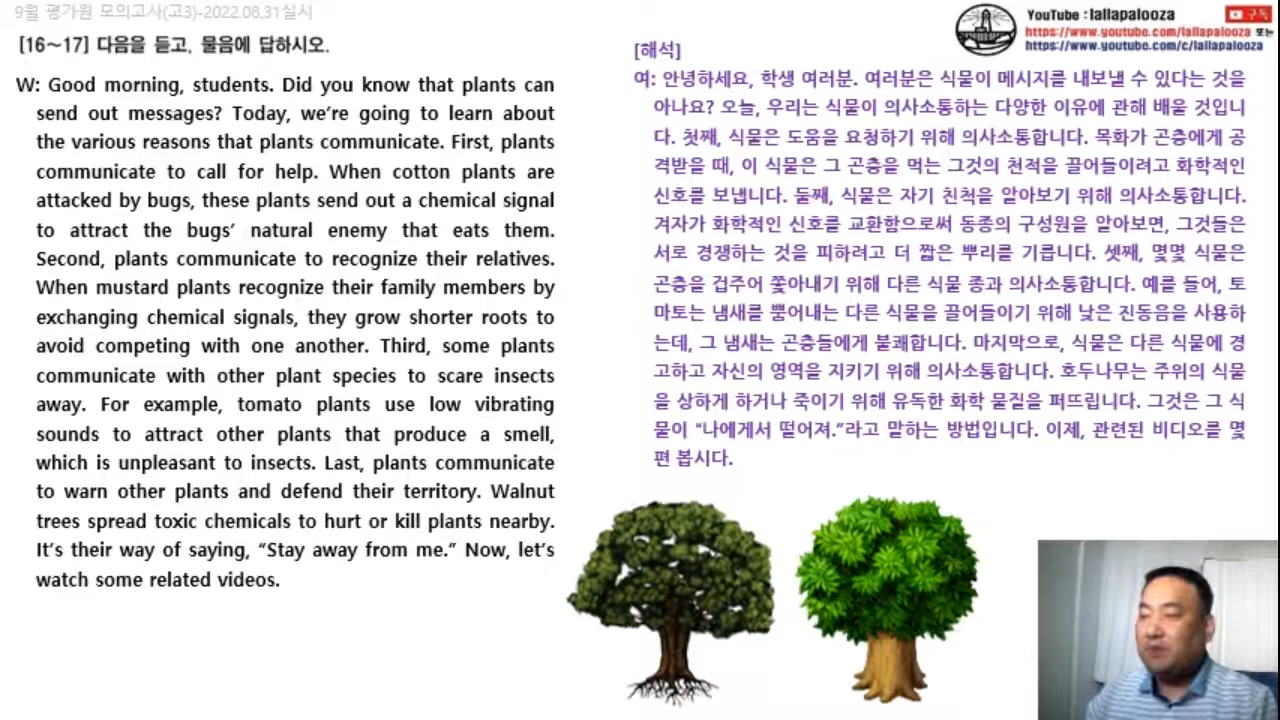 9월 평가원 모의고사(고3)-2022.08.31실시
[16~17] 다음을 듣고, 물음에 답하시오.
W: Good morning, students. Did you know that plants can
send out messages? Today, we’re going to learn about
the various reasons that plants communicate. First, plants
communicate to call for help. When cotton plants are
attacked by bugs, these plants send out a chemical signal
to attract the bugs’ natural enemy that eats them.
Second, plants communicate to recognize their relatives.
When mustard plants recognize their family members by
exchanging chemical signals, they grow shorter roots to
avoid competing with one another. Third, some plants
communicate with other plant species to scare insects
away. For example, tomato plants use low vibrating
sounds to attract other plants that produce a smell,
which is unpleasant to insects. Last, plants communicate
to warn other plants and defend their territory. Walnut
trees spread toxic chemicals to hurt or kill plants nearby.
It’s their way of saying, “Stay away from me.” Now, let’s
watch some related videos.
YouTube : lallapalooza
구독
https://www.youtube.com/lallapalooza 또는
https://www.youtube.com/c/lallapalooza
[해석]
여: 안녕하세요, 학생 여러분. 여러분은 식물이 메시지를 내보낼 수 있다는 것을
아나요? 오늘, 우리는 식물이 의사소통하는 다양한 이유에 관해 배울 것입니
다. 첫째, 식물은 도움을 요청하기 위해 의사소통합니다. 목화가 곤충에게 공
격받을 때, 이 식물은 그 곤충을 먹는 그것의 천적을 끌어들이려고 화학적인
신호를 보냅니다. 둘째, 식물은 자기 친척을 알아보기 위해 의사소통합니다.
겨자가 화학적인 신호를 교환함으로써 동종의 구성원을 알아보면, 그것들은
서로 경쟁하는 것을 피하려고 더 짧은 뿌리를 기릅니다. 셋째, 몇몇 식물은
곤충을 겁주어 쫓아내기 위해 다른 식물 종과 의사소통합니다. 예를 들어, 토
마토는 냄새를 뿜어내는 다른 식물을 끌어들이기 위해 낮은 진동음을 사용하
는데, 그 냄새는 곤충들에게 불쾌합니다. 마지막으로, 식물은 다른 식물에 경
고하고 자신의 영역을 지키기 위해 의사소통합니다. 호두나무는 주위의 식물
을 상하게 하거나 죽이기 위해 유독한 화학 물질을 퍼뜨립니다. 그것은 그 식
물이 “나에게서 떨어져.”라고 말하는 방법입니다. 이제, 관련된 비디오를 몇
편 봅시다.